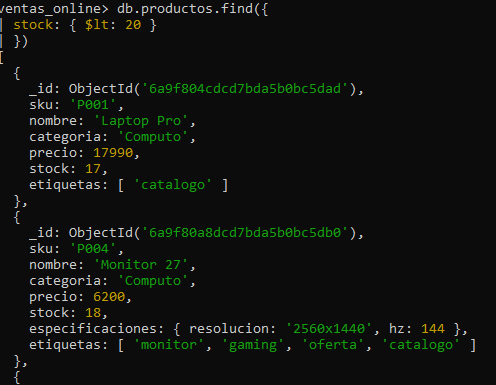 ventas_online> db.productos.find({
| stock: { $lt: 20 }
| })
[
  {
    _id: ObjectId('6a9f804cdcd7bda5b0bc5dad'),
    sku: 'P001',
    nombre: 'Laptop Pro',
    categoria: 'Computo',
    precio: 17990,
    stock: 17,
    etiquetas: [ 'catalogo' ]
  },
  {
    _id: ObjectId('6a9f80a8dcd7bda5b0bc5db0'),
    sku: 'P004',
    nombre: 'Monitor 27',
    categoria: 'Computo',
    precio: 6200,
    stock: 18,
    especificaciones: { resolucion: '2560x1440', hz: 144 },
    etiquetas: [ 'monitor', 'gaming', 'oferta', 'catalogo' ]
  },
  {